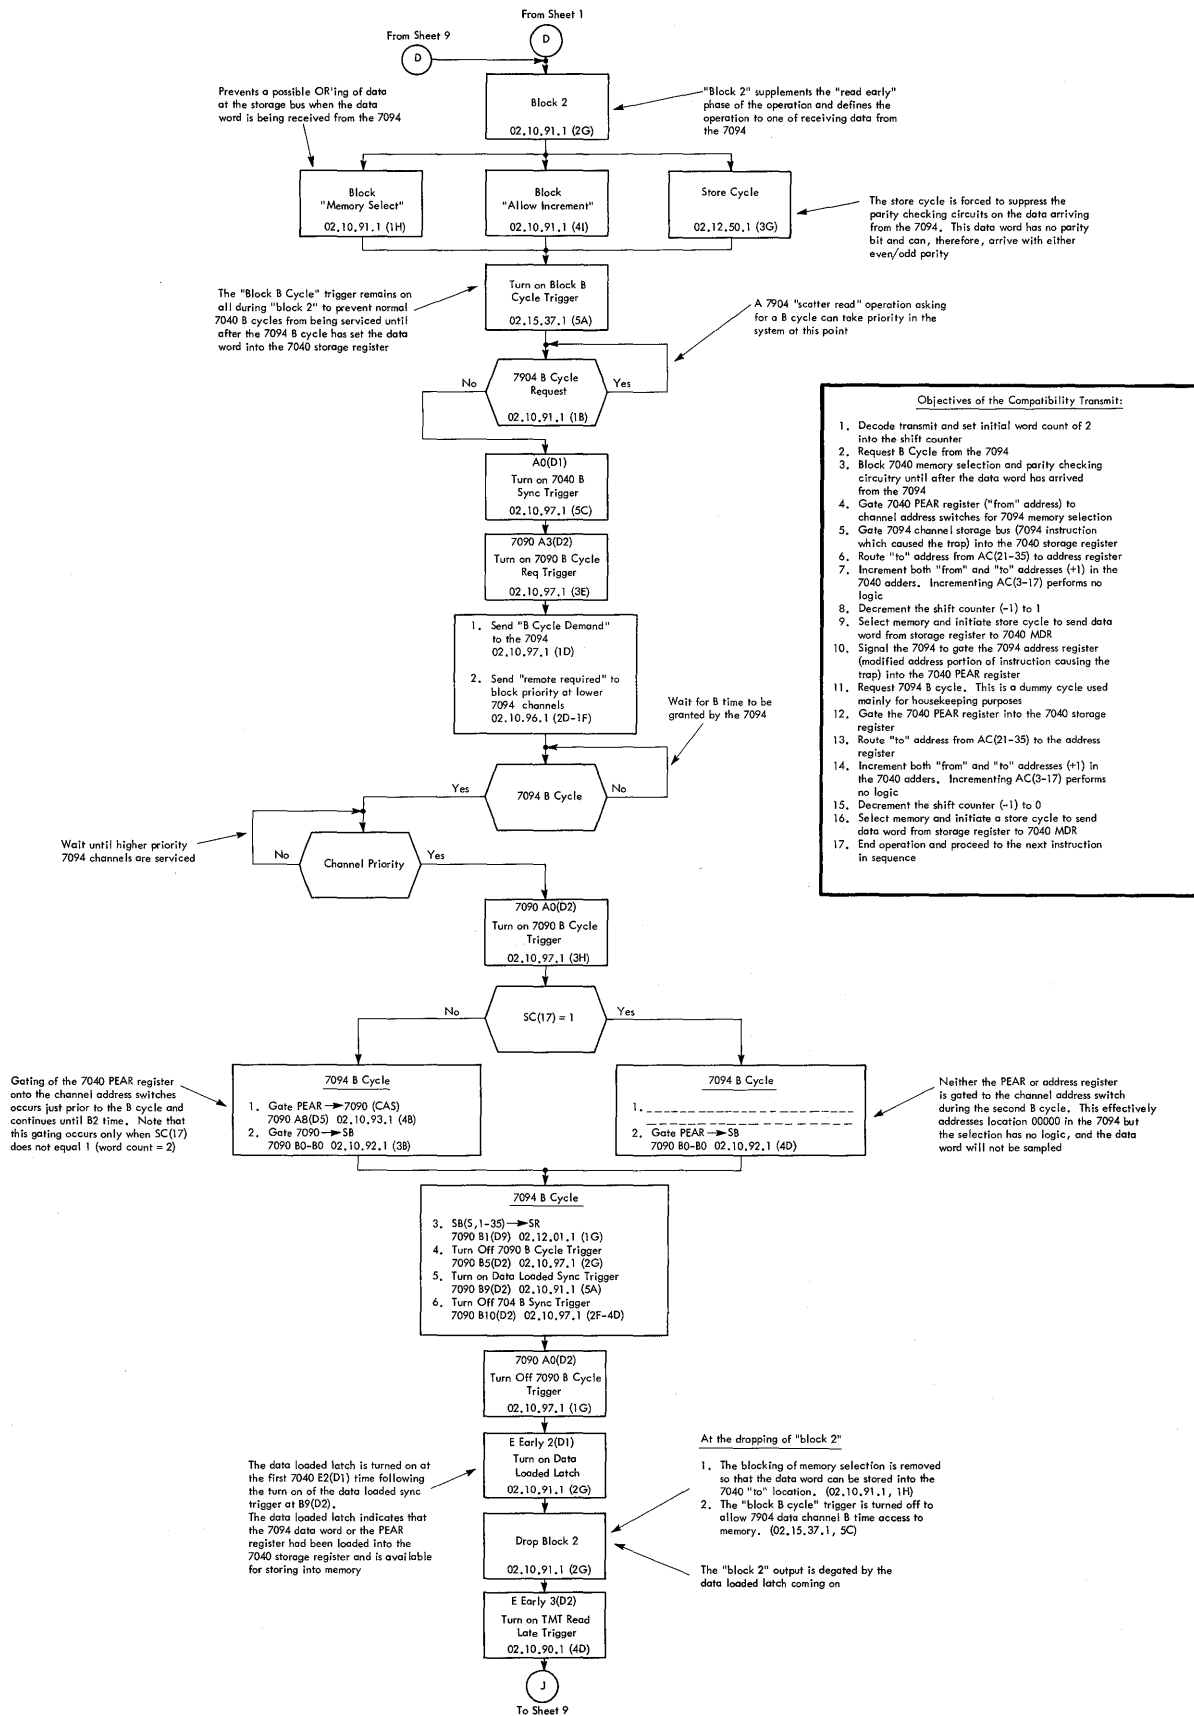 From Sheet 1
From Sheet 9
D
D
Prevents a possible OR'ing of data
at the storage bus when the data
word is being received from the 7094
Block 2
02.10.91.1 (2G)
"Block 2" supplements the "read early"
phase of the operation and defines the
operation to one of receiving data from
the 7094
Block
"Memory Select"
02.10.91.1 (1H)
Block
"Allow Increment"
02.10.91.1 (4I)
Store Cycle
02.12.50.1 (3G)
The store cycle is forced to suppress the
parity checking circuits on the data arriving
from the 7094. This data word has no parity
bit and can, therefore, arrive with either
even/odd parity
The "Block B Cycle" trigger remains on
all during "block 2" to prevent normal
7040 B cycles from being serviced until
after the 7094 B cycle has set the data
word into the 7040 storage register
Turn on Block B
Cycle Trigger
02.15.37.1 (5A)
A 7904 "scatter read" operation asking
for a B cycle can take priority in the
system at this point
No
7904 B Cycle
Request
02.10.91.1 (1B)
Yes
A0(D1)
Turn on 7040 B
Sync Trigger
02.10.97.1 (5C)
7090 A3(D2)
Turn on 7090 B Cycle
Req Trigger
02.10.97.1 (3E)
1. Send "B Cycle Demand"
to the 7094
02.10.97.1 (1D)
2. Send "remote required" to
block priority at lower
7094 channels
02.10.96.1 (2D-1F)
Wait for B time to be
granted by the 7094
Yes
7094 B Cycle
No
Wait until higher priority
7094 channels are serviced
No
Channel Priority
Yes
Objectives of the Compatibility Transmit:
1. Decode transmit and set initial word count of 2
into the shift counter
2. Request B Cycle from the 7094
3. Block 7040 memory selection and parity checking
circuitry until after the data word has arrived
from the 7094
4. Gate 7040 PEAR register ("from" address) to
channel address switches for 7094 memory selection
5. Gate 7094 channel storage bus (7094 instruction
which caused the trap) into the 7040 storage register
6. Route "to" address from AC(21-35) to address register
7. Increment both "from" and "to" addresses (+1) in the
7040 adders. Incrementing AC(3-17) performs no
logic
8. Decrement the shift counter (-1) to 1
9. Select memory and initiate store cycle to send data
word from storage register to 7040 MDR
10. Signal the 7094 to gate the 7094 address register
(modified address portion of instruction causing the
trap) into the 7040 PEAR register
11. Request 7094 B cycle. This is a dummy cycle used
mainly for housekeeping purposes
12. Gate the 7040 PEAR register into the 7040 storage
register
13. Route "to" address from AC(21-35) to the address
register
14. Increment both "from" and "to" addresses (+1) in
the 7040 adders. Incrementing AC(3-17) performs
no logic
15. Decrement the shift counter (-1) to 0
16. Select memory and initiate a store cycle to send
data word from storage register to 7040 MDR
17. End operation and proceed to the next instruction
in sequence
7090 A0(D2)
Turn on 7090 B Cycle
Trigger
02.10.97.1 (3H)
No
SC(17) = 1
Yes
Gating of the 7040 PEAR register
onto the channel address switches
occurs just prior to the B cycle and
continues until B2 time. Note that
this gating occurs only when SC(17)
does not equal 1 (word count = 2)
7094 B Cycle
1. Gate PEAR → 7090 (CAS)
7090 A8(D5) 02.10.93.1 (4B)
2. Gate 7090 → SB
7090 B0-B0 02.10.92.1 (3B)
7094 B Cycle
1.
2. Gate PEAR → SB
7090 B0-B0 02.10.92.1 (4D)
Neither the PEAR or address register
is gated to the channel address switch
during the second B cycle. This effectively
addresses location 00000 in the 7094 but
the selection has no logic, and the data
word will not be sampled
7094 B Cycle
3. SB(S,1-35) → SR
7090 B1(D9) 02.12.01.1 (1G)
4. Turn Off 7090 B Cycle Trigger
7090 B5(D2) 02.10.97.1 (2G)
5. Turn on Data Loaded Sync Trigger
7090 B9(D2) 02.10.91.1 (5A)
6. Turn Off 704 B Sync Trigger
7090 B10(D2) 02.10.97.1 (2F-4D)
7090 A0(D2)
Turn Off 7090 B Cycle
Trigger
02.10.97.1 (1G)
The data loaded latch is turned on at
the first 7040 E2(D1) time following
the turn on of the data loaded sync
trigger at B9(D2).
The data loaded latch indicates that
the 7094 data word or the PEAR
register had been loaded into the
7040 storage register and is available
for storing into memory
E Early 2(D1)
Turn on Data
Loaded Latch
02.10.91.1 (2G)
At the dropping of "block 2"
1. The blocking of memory selection is removed
so that the data word can be stored into the
7040 "to" location. (02.10.91.1, 1H)
2. The "block B cycle" trigger is turned off to
allow 7904 data channel B time access to
memory. (02.15.37.1, 5C)
Drop Block 2
02.10.91.1 (2G)
The "block 2" output is degated by the
data loaded latch coming on
E Early 3(D2)
Turn on TMT Read
Late Trigger
02.10.90.1 (4D)
J
To Sheet 9